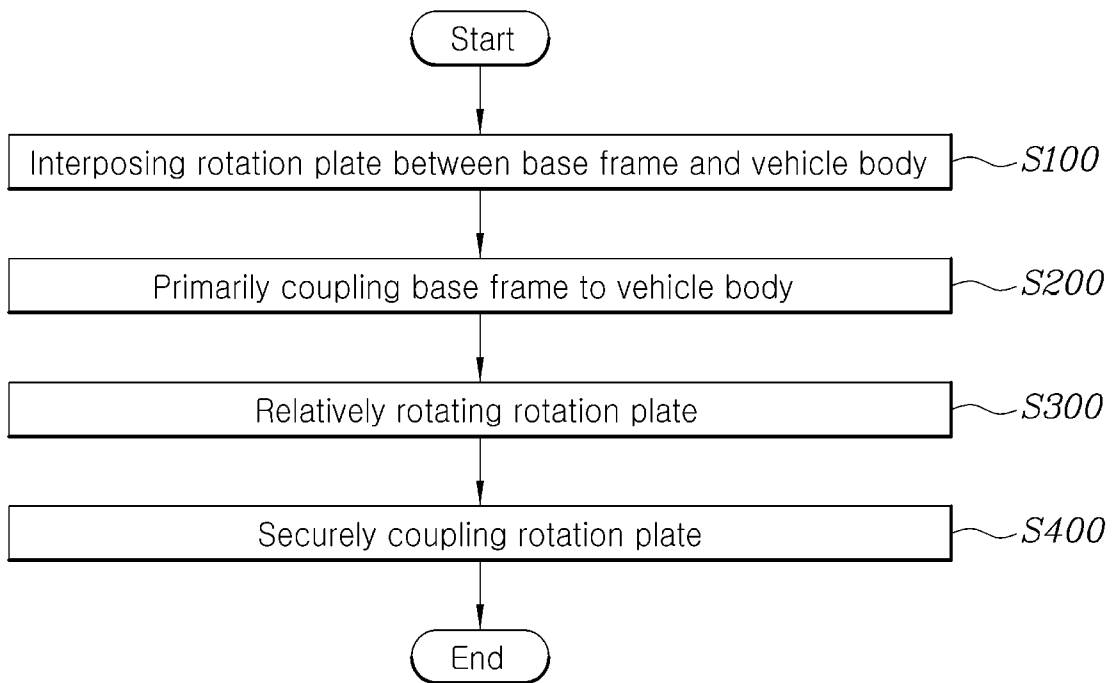 Start
Interposing rotation plate between base frame and vehicle body
S100
Primarily coupling base frame to vehicle body
S200
Relatively rotating rotation plate
S300
Securely coupling rotation plate
S400
End